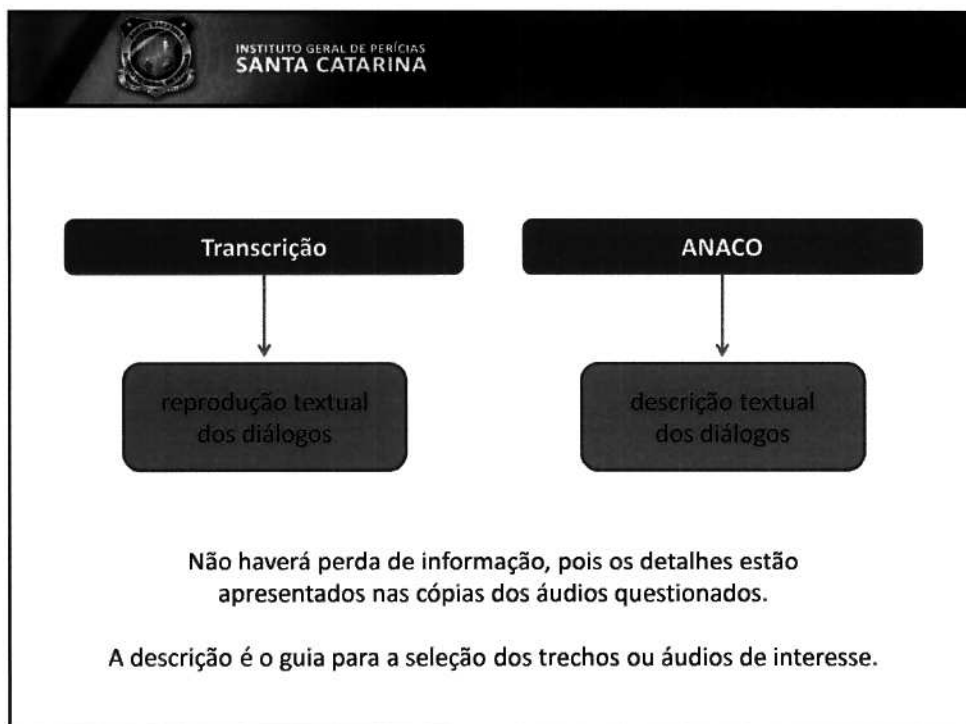 INSTITUTO GERAL DE PERÍCIAS
SANTA CATARINA
Transcrição
ANACO
reprodução textual
dos diálogos
descrição textual
dos diálogos
Não haverá perda de informação, pois os detalhes estão
apresentados nas cópias dos áudios questionados.
A descrição é o guia para a seleção dos trechos ou áudios de interesse.